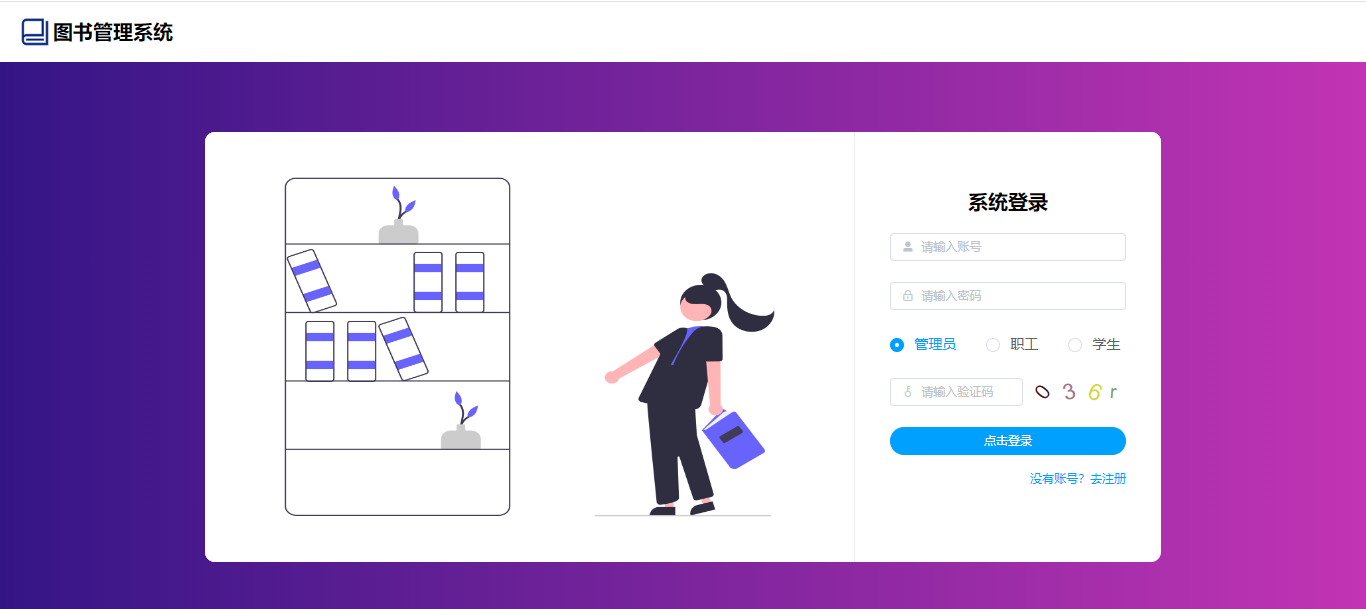 图书管理系统
系统登录
请输入账号
请输入密码
管理员 职工 学生
请输入验证码 0 3 6 r
点击登录
没有账号？去注册